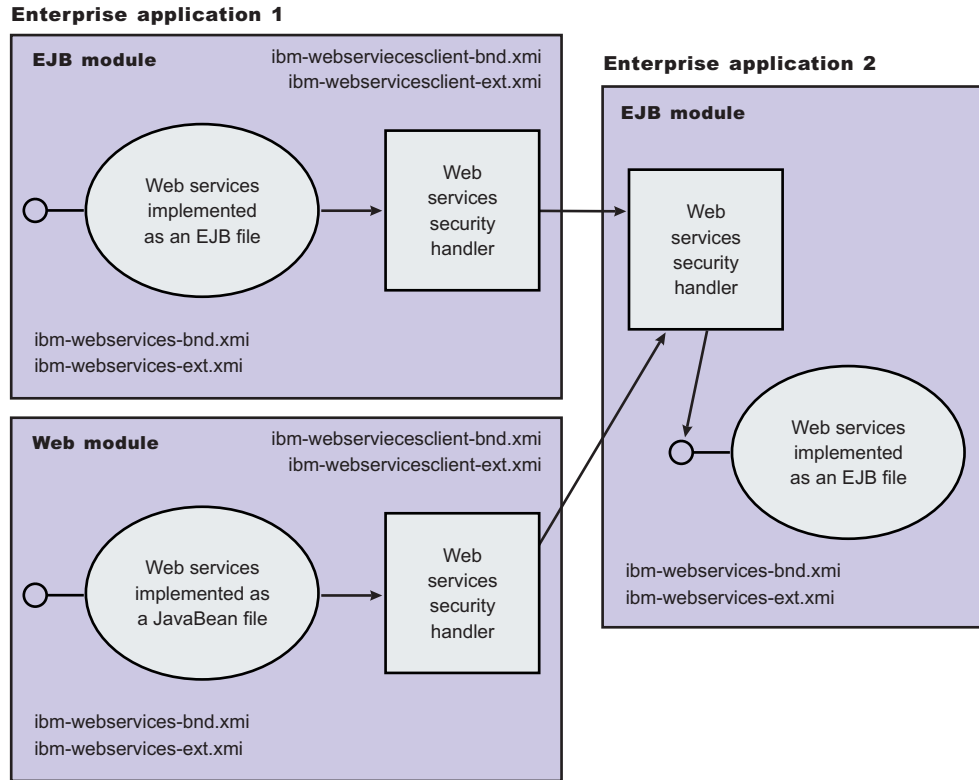 Enterprise application 1
EJB module
ibm-webserviecesclient-bnd.xmi
ibm-webservicesclient-ext.xmi
Web services
implemented
as an EJB file
Web
services
security
handler
ibm-webservices-bnd.xmi
ibm-webservices-ext.xmi
Web module
ibm-webserviecesclient-bnd.xmi
ibm-webservicesclient-ext.xmi
Web services
implemented as
a JavaBean file
Web
services
security
handler
ibm-webservices-bnd.xmi
ibm-webservices-ext.xmi
Enterprise application 2
EJB module
Web
services
security
handler
Web services
implemented
as an EJB file
ibm-webservices-bnd.xmi
ibm-webservices-ext.xmi